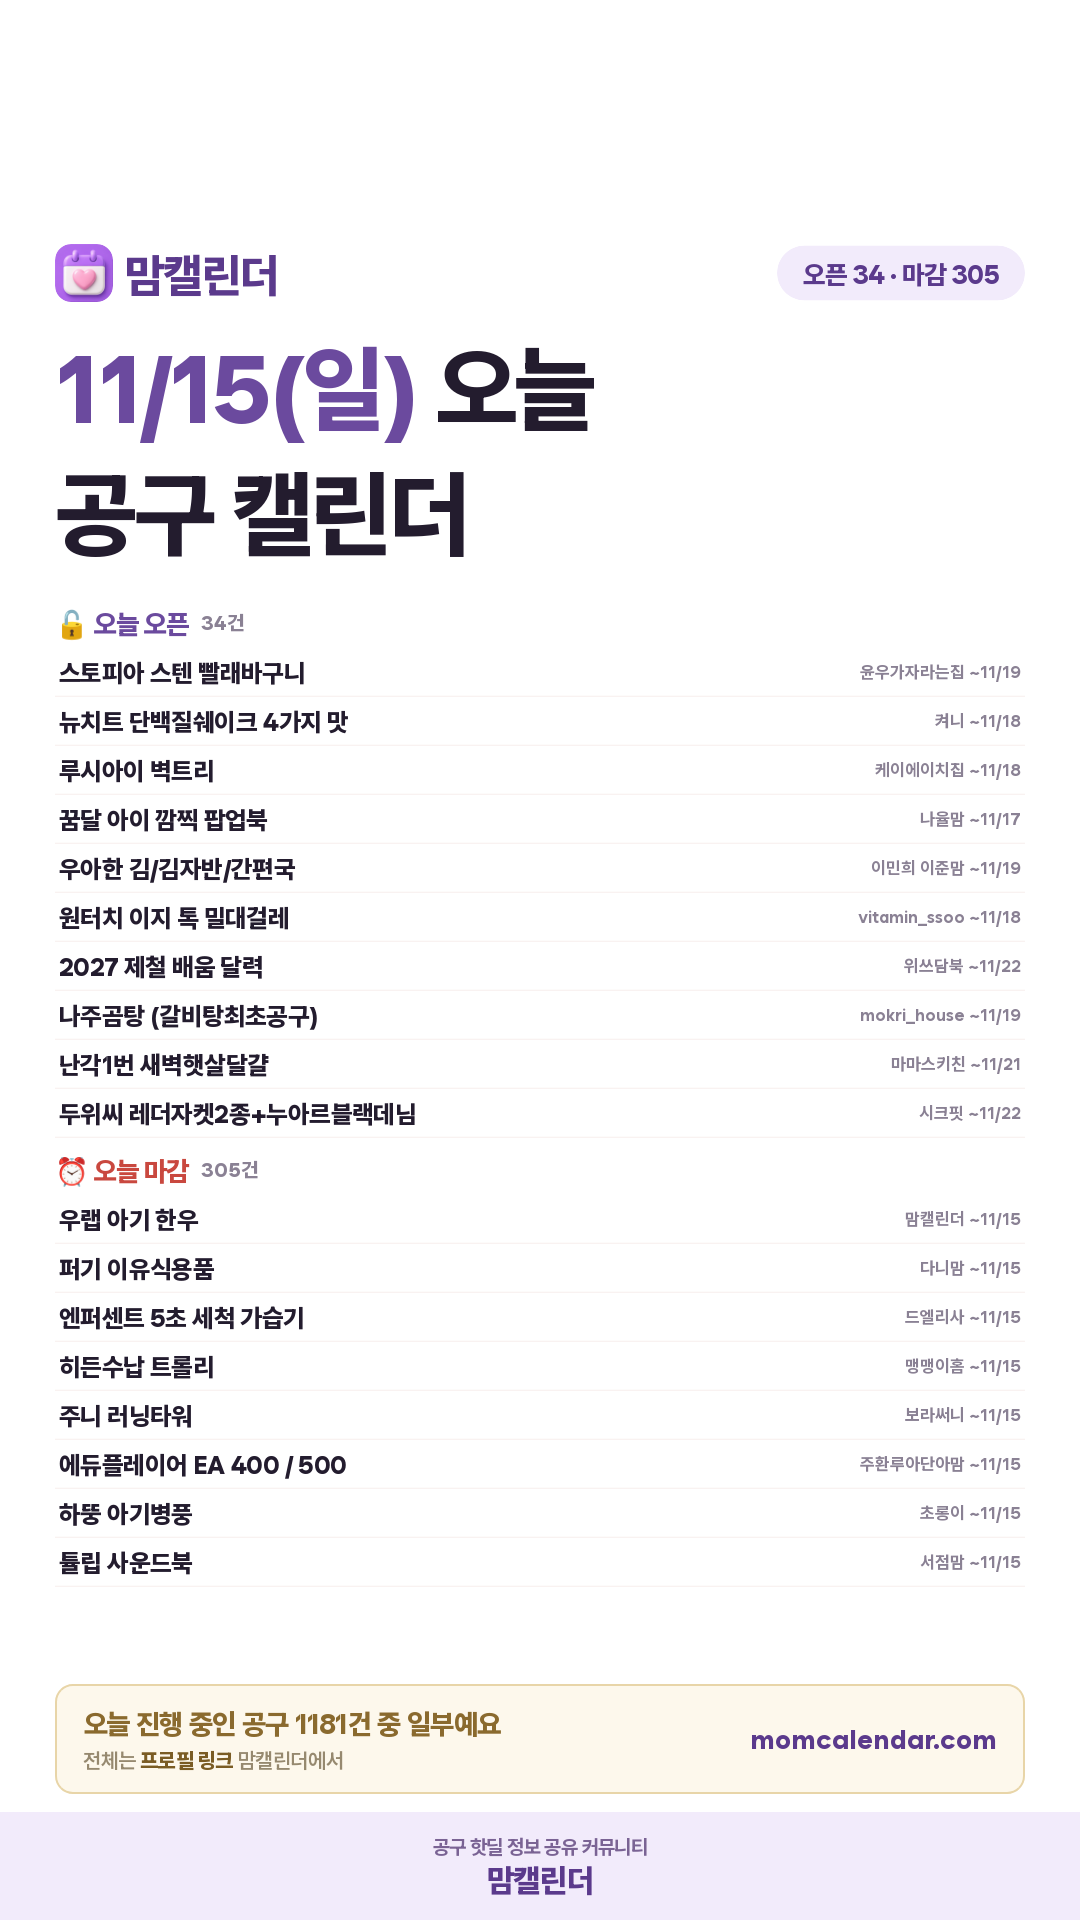 맘캘린더
오픈 34 · 마감 305
11/15(일) 오늘
공구 캘린더
오늘 오픈 34건
스토피아 스텐 빨래바구니 윤우가자라는집 ~11/19
뉴치트 단백질쉐이크 4가지 맛 켜니 ~11/18
루시아이 벽트리 케이에이치집 ~11/18
꿈달 아이 깜찍 팝업북 나율맘 ~11/17
우아한 김/김자반/간편국 이민희 이준맘 ~11/19
원터치 이지 톡 밀대걸레 vitamin_ssoo ~11/18
2027 제철 배움 달력 위쓰담북 ~11/22
나주곰탕 (갈비탕최초공구) mokri_house ~11/19
난각1번 새벽햇살달걀 마마스키친 ~11/21
두위씨 레더자켓2종+누아르블랙데님 시크핏 ~11/22
오늘 마감 305건
우랩 아기 한우 맘캘린더 ~11/15
퍼기 이유식용품 다니맘 ~11/15
엔퍼센트 5초 세척 가습기 드엘리사 ~11/15
히든수납 트롤리 맹맹이홈 ~11/15
주니 러닝타워 보라써니 ~11/15
에듀플레이어 EA 400 / 500 주환루아단아맘 ~11/15
하뚱 아기병풍 초롱이 ~11/15
튤립 사운드북 서점맘 ~11/15
오늘 진행 중인 공구 1181건 중 일부예요
전체는 프로필 링크 맘캘린더에서
momcalendar.com
공구 핫딜 정보 공유 커뮤니티
맘캘린더